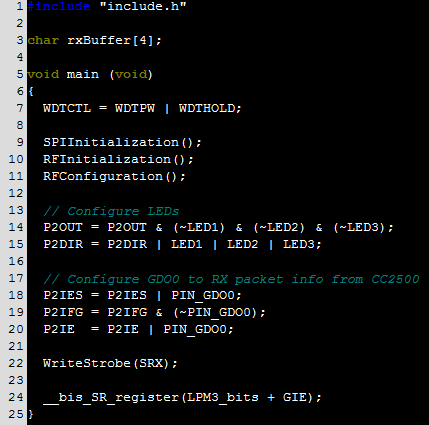 1 #include "include.h"
2
3 char rxBuffer[4];
4
5 void main (void)
6 {
7   WDTCTL = WDTPW | WDTHOLD;
8
9   SPIInitialization();
10   RFInitialization();
11   RFConfiguration();
12
13   // Configure LEDs
14   P2OUT = P2OUT & (~LED1) & (~LED2) & (~LED3);
15   P2DIR = P2DIR | LED1 | LED2 | LED3;
16
17   // Configure GDO0 to RX packet info from CC2500
18   P2IES = P2IES | PIN_GDO0;
19   P2IFG = P2IFG & (~PIN_GDO0);
20   P2IE  = P2IE | PIN_GDO0;
21
22   WriteStrobe(SRX);
23
24   __bis_SR_register(LPM3_bits + GIE);
25 }